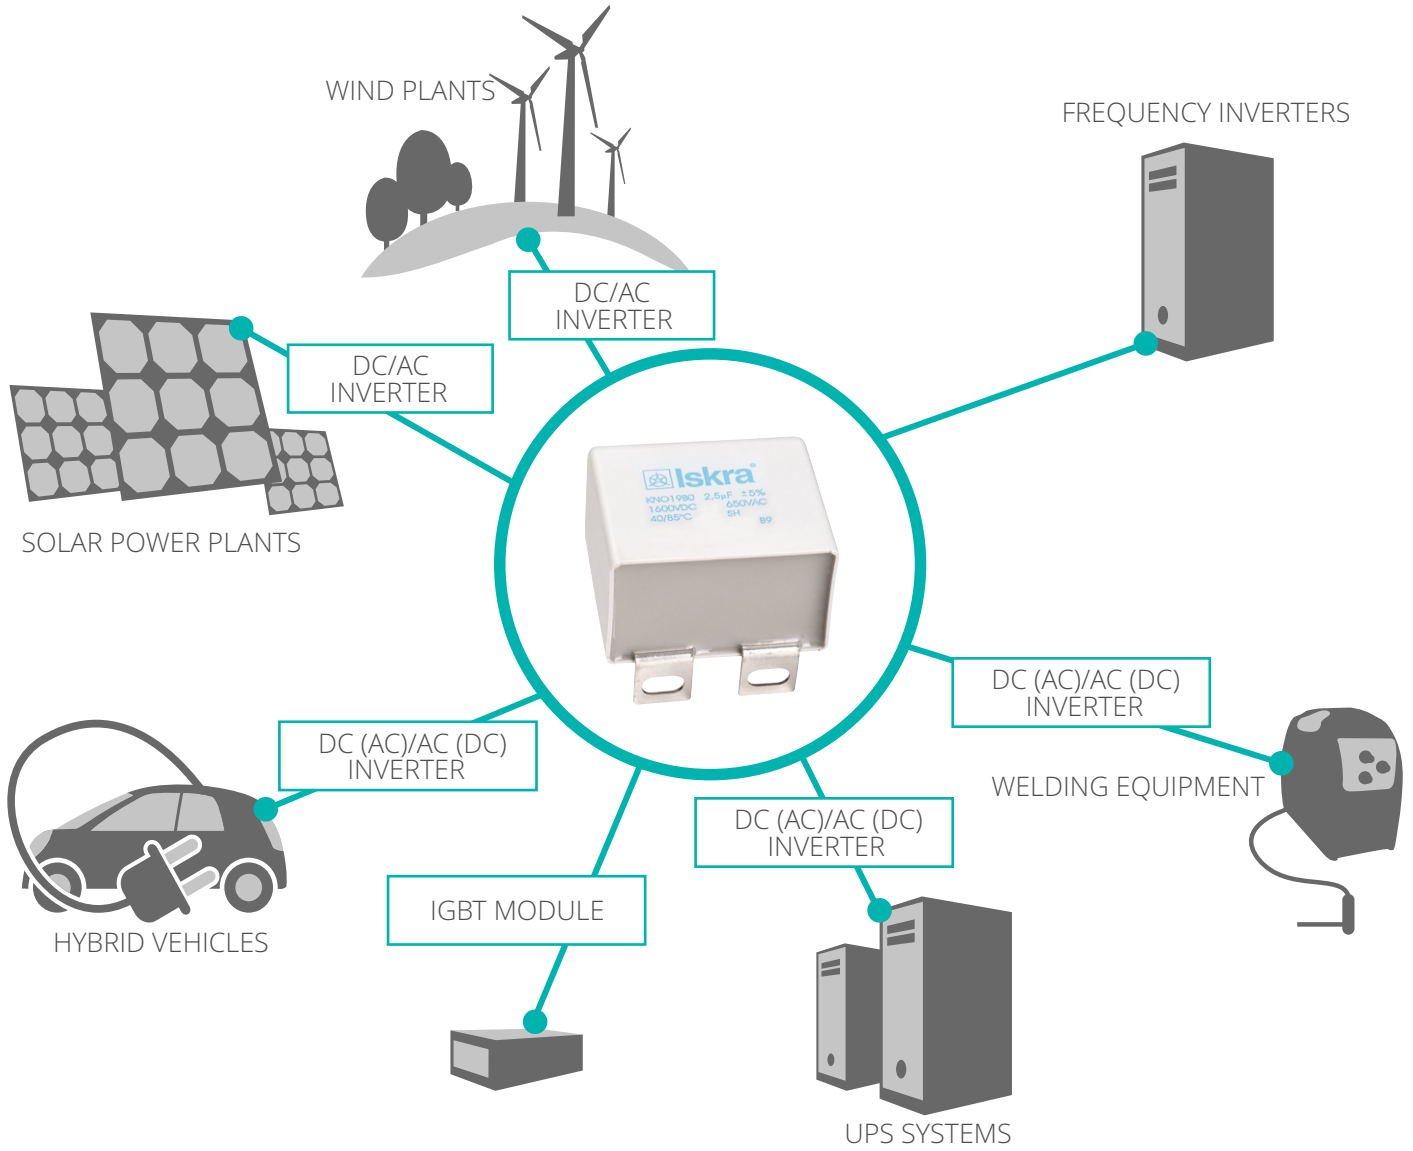 WIND PLANTS
FREQUENCY INVERTERS
DC/AC
INVERTER
DC/AC
INVERTER
SOLAR POWER PLANTS
Iskra®
KNO1980 2,5µF ±5%
1600VDC 650VAC
40/85°C SH B9
DC (AC)/AC (DC)
INVERTER
DC (AC)/AC (DC)
INVERTER
WELDING EQUIPMENT
DC (AC)/AC (DC)
INVERTER
IGBT MODULE
HYBRID VEHICLES
UPS SYSTEMS